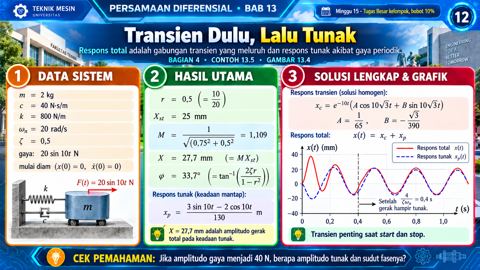 TEKNIK MESIN
UNIVERSITAS
PERSAMAAN DIFERENSIAL • BAB 13
Minggu 15 - Tugas Besar kelompok, bobot 10%
12
Transien Dulu, Lalu Tunak
Respons total adalah gabungan transien yang meluruh dan respons tunak akibat gaya periodik.
BAGIAN 4 • CONTOH 13.5 • GAMBAR 13.4
ENGINEERING
BETTER
TOMORROW
1 DATA SISTEM
m = 2 kg
c = 40 N·s/m
k = 800 N/m
ωn = 20 rad/s
ζ = 0,5
gaya: 20 sin 10t N
mulai diam (x(0) = 0, ẋ(0) = 0)
F(t) = 20 sin 10t N
k
c
m
2 HASIL UTAMA
r = 0,5 (= 10/20)
Xst = 25 mm
M = 1/√(0,75² + 0,5²) = 1,109
X = 27,7 mm (= MXst)
φ = 33,7° (= tan⁻¹(2ζr/(1−r²)))
Respons tunak (keadaan mantap):
xp = (3 sin 10t − 2 cos 10t)/130 m
X = 27,7 mm adalah amplitudo gerak
total pada keadaan tunak.
3 SOLUSI LENGKAP & GRAFIK
Respons transien (solusi homogen):
xc = e^(−10t)(A cos 10√3t + B sin 10√3t)
A = 1/65, B = −√3/390
Respons total: x(t) = xc + xp
x(t) (mm)
Respons total x(t)
Respons tunak xp(t)
40
20
0
−20
−40
0,2
0,4
0,6
0,8
1,0
t (s)
Setelah 4/(ζωn) = 0,4 s
gerak hampir tunak.
Transien penting saat start dan stop.
CEK PEMAHAMAN: Jika amplitudo gaya menjadi 40 N, berapa amplitudo tunak dan sudut fasenya?